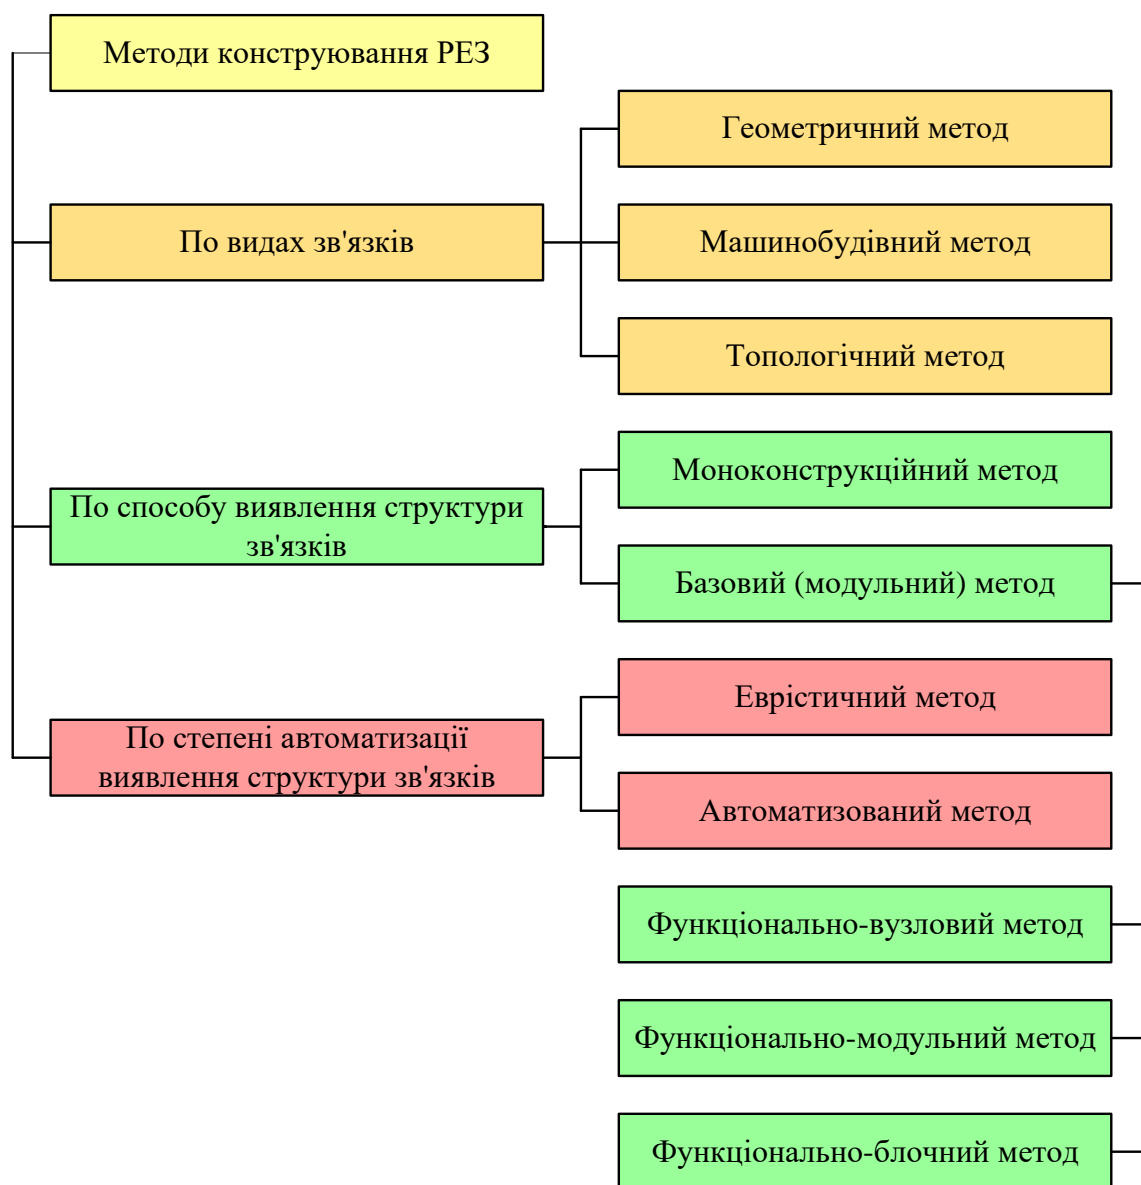 Методи конструювання РЕЗ
Геометричний метод
По видах зв'язків
Машинобудівний метод
Топологічний метод
Моноконструкційний метод
По способу виявлення структури
зв'язків
Базовий (модульний) метод
Еврістичний метод
По степені автоматизації
виявлення структури зв'язків
Автоматизований метод
Функціонально-вузловий метод
Функціонально-модульний метод
Функціонально-блочний метод